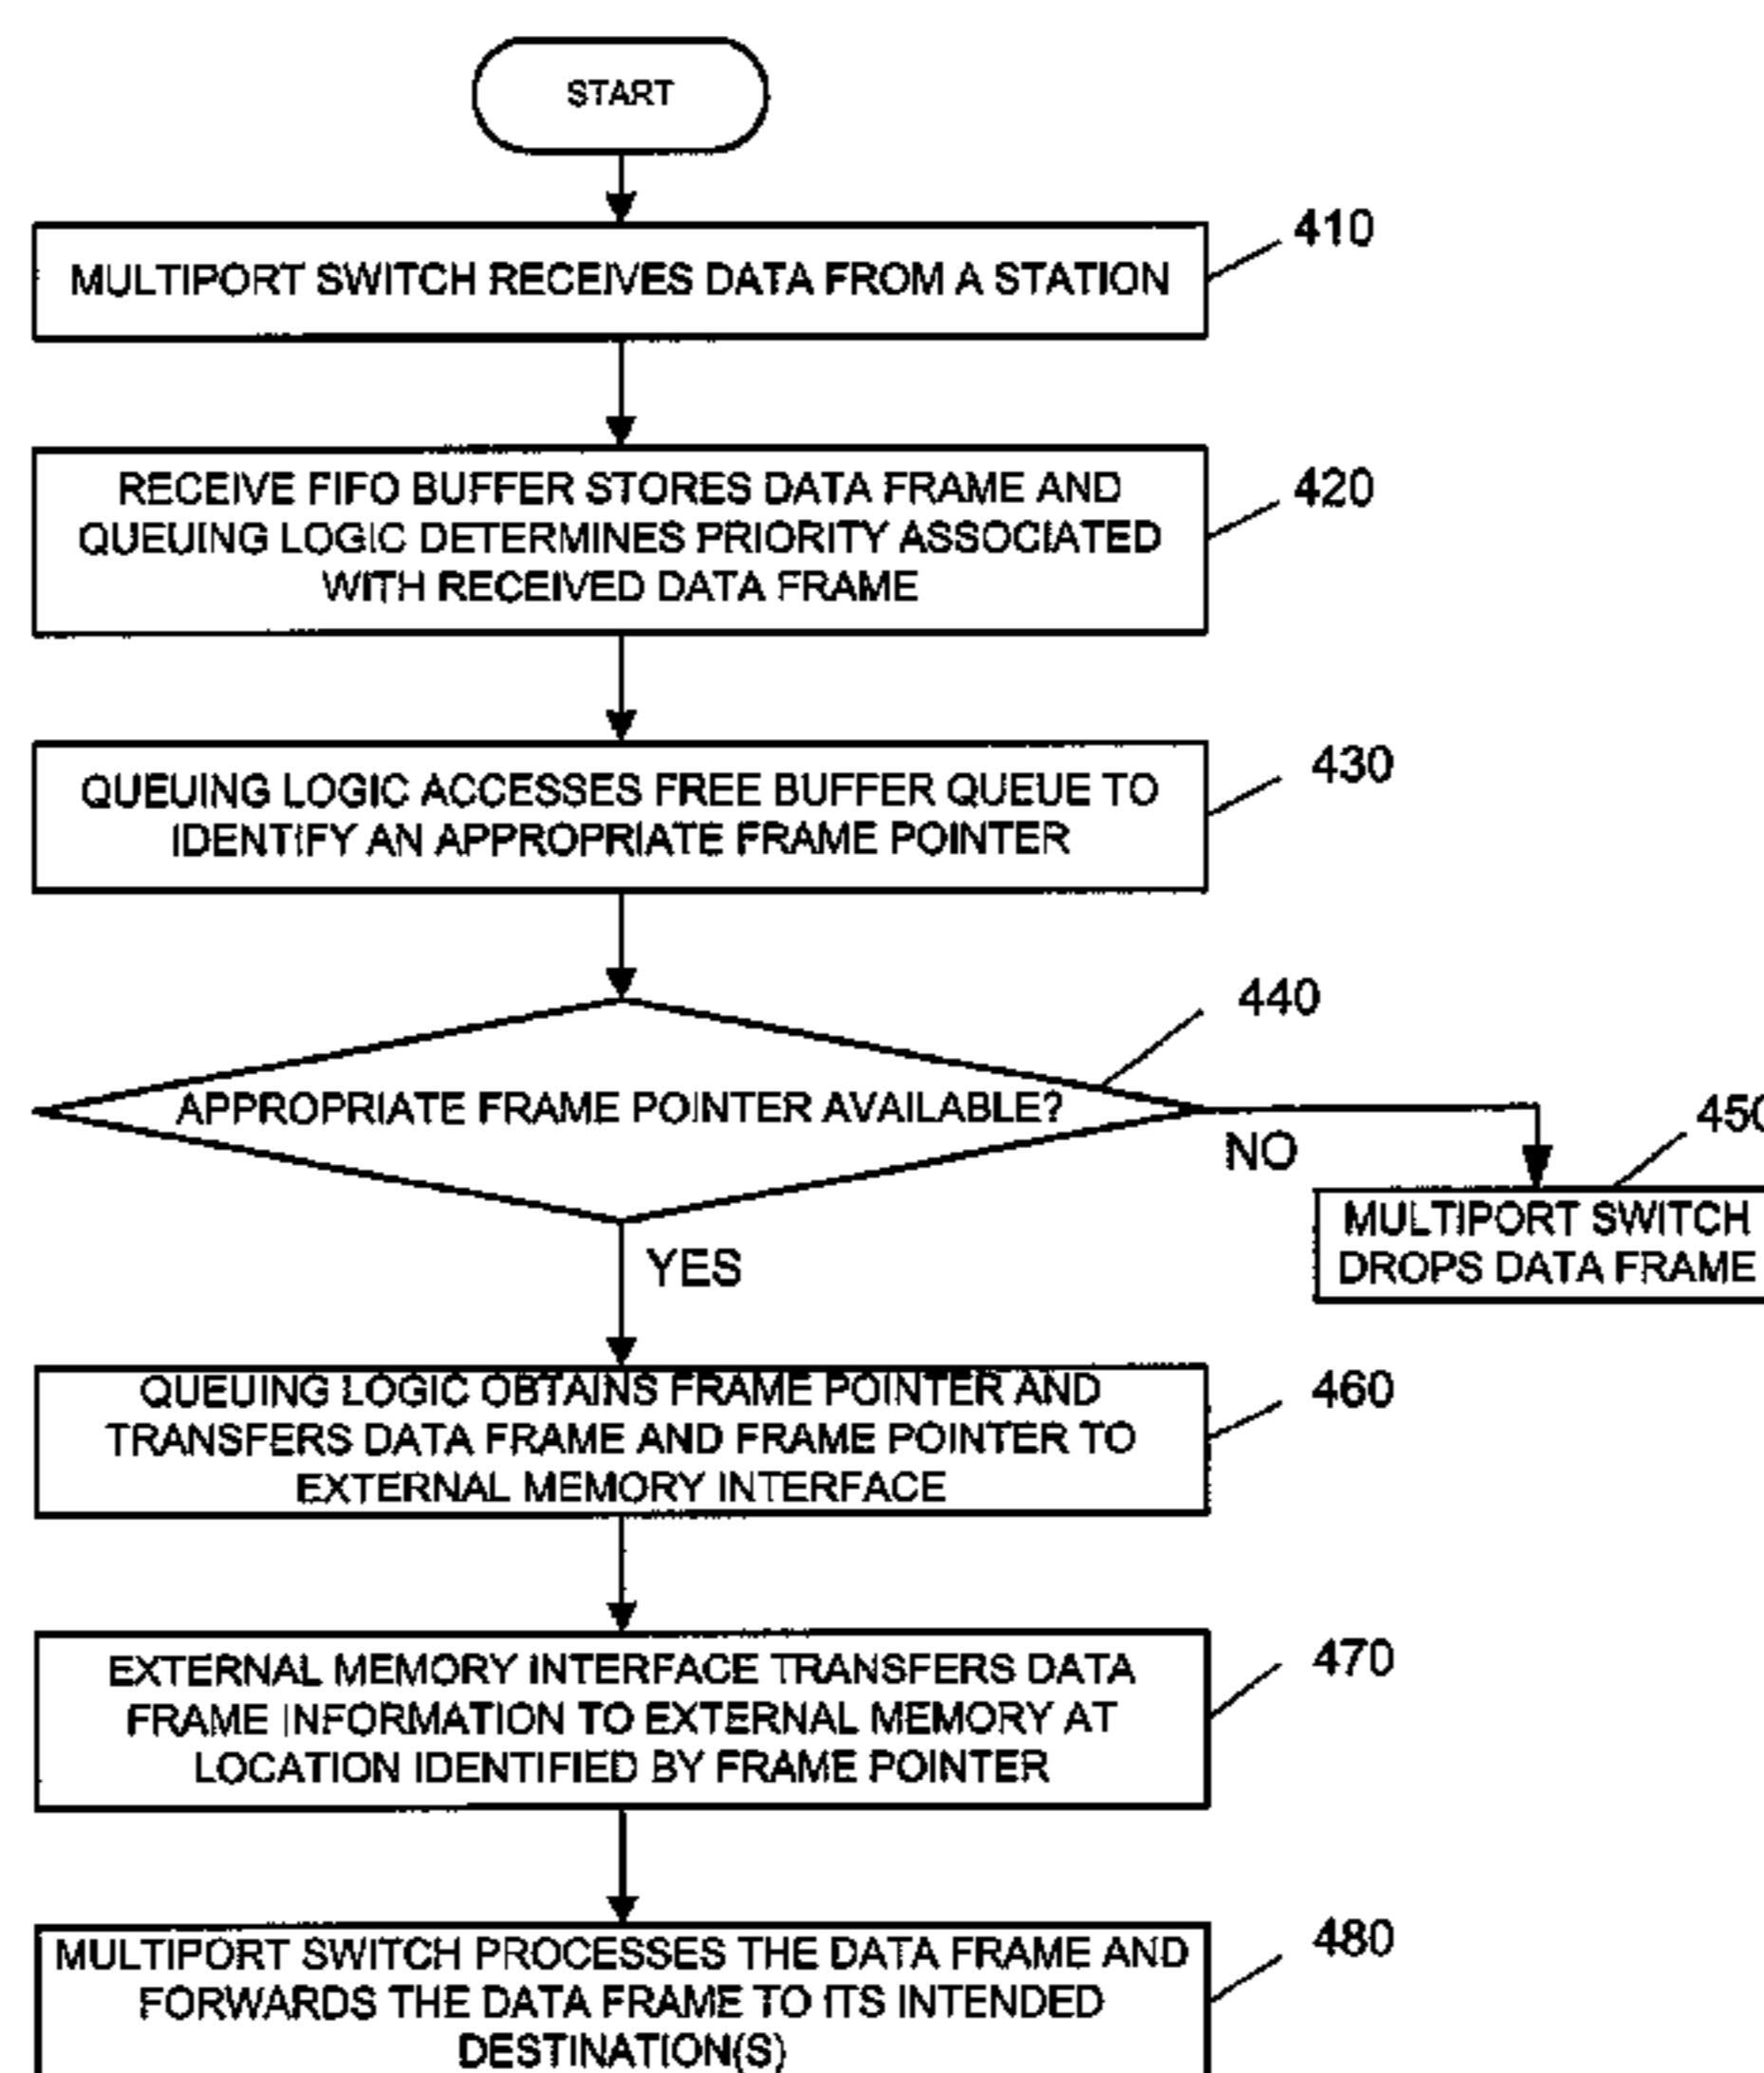 START
410
MULTIPORT SWITCH RECEIVES DATA FROM A STATION
420
RECEIVE FIFO BUFFER STORES DATA FRAME AND
QUEUING LOGIC DETERMINES PRIORITY ASSOCIATED
WITH RECEIVED DATA FRAME
430
QUEUING LOGIC ACCESSES FREE BUFFER QUEUE TO
IDENTIFY AN APPROPRIATE FRAME POINTER
440
APPROPRIATE FRAME POINTER AVAILABLE?
NO
450
MULTIPORT SWITCH
DROPS DATA FRAME
YES
460
QUEUING LOGIC OBTAINS FRAME POINTER AND
TRANSFERS DATA FRAME AND FRAME POINTER TO
EXTERNAL MEMORY INTERFACE
470
EXTERNAL MEMORY INTERFACE TRANSFERS DATA
FRAME INFORMATION TO EXTERNAL MEMORY AT
LOCATION IDENTIFIED BY FRAME POINTER
480
MULTIPORT SWITCH PROCESSES THE DATA FRAME AND
FORWARDS THE DATA FRAME TO ITS INTENDED
DESTINATION(S)